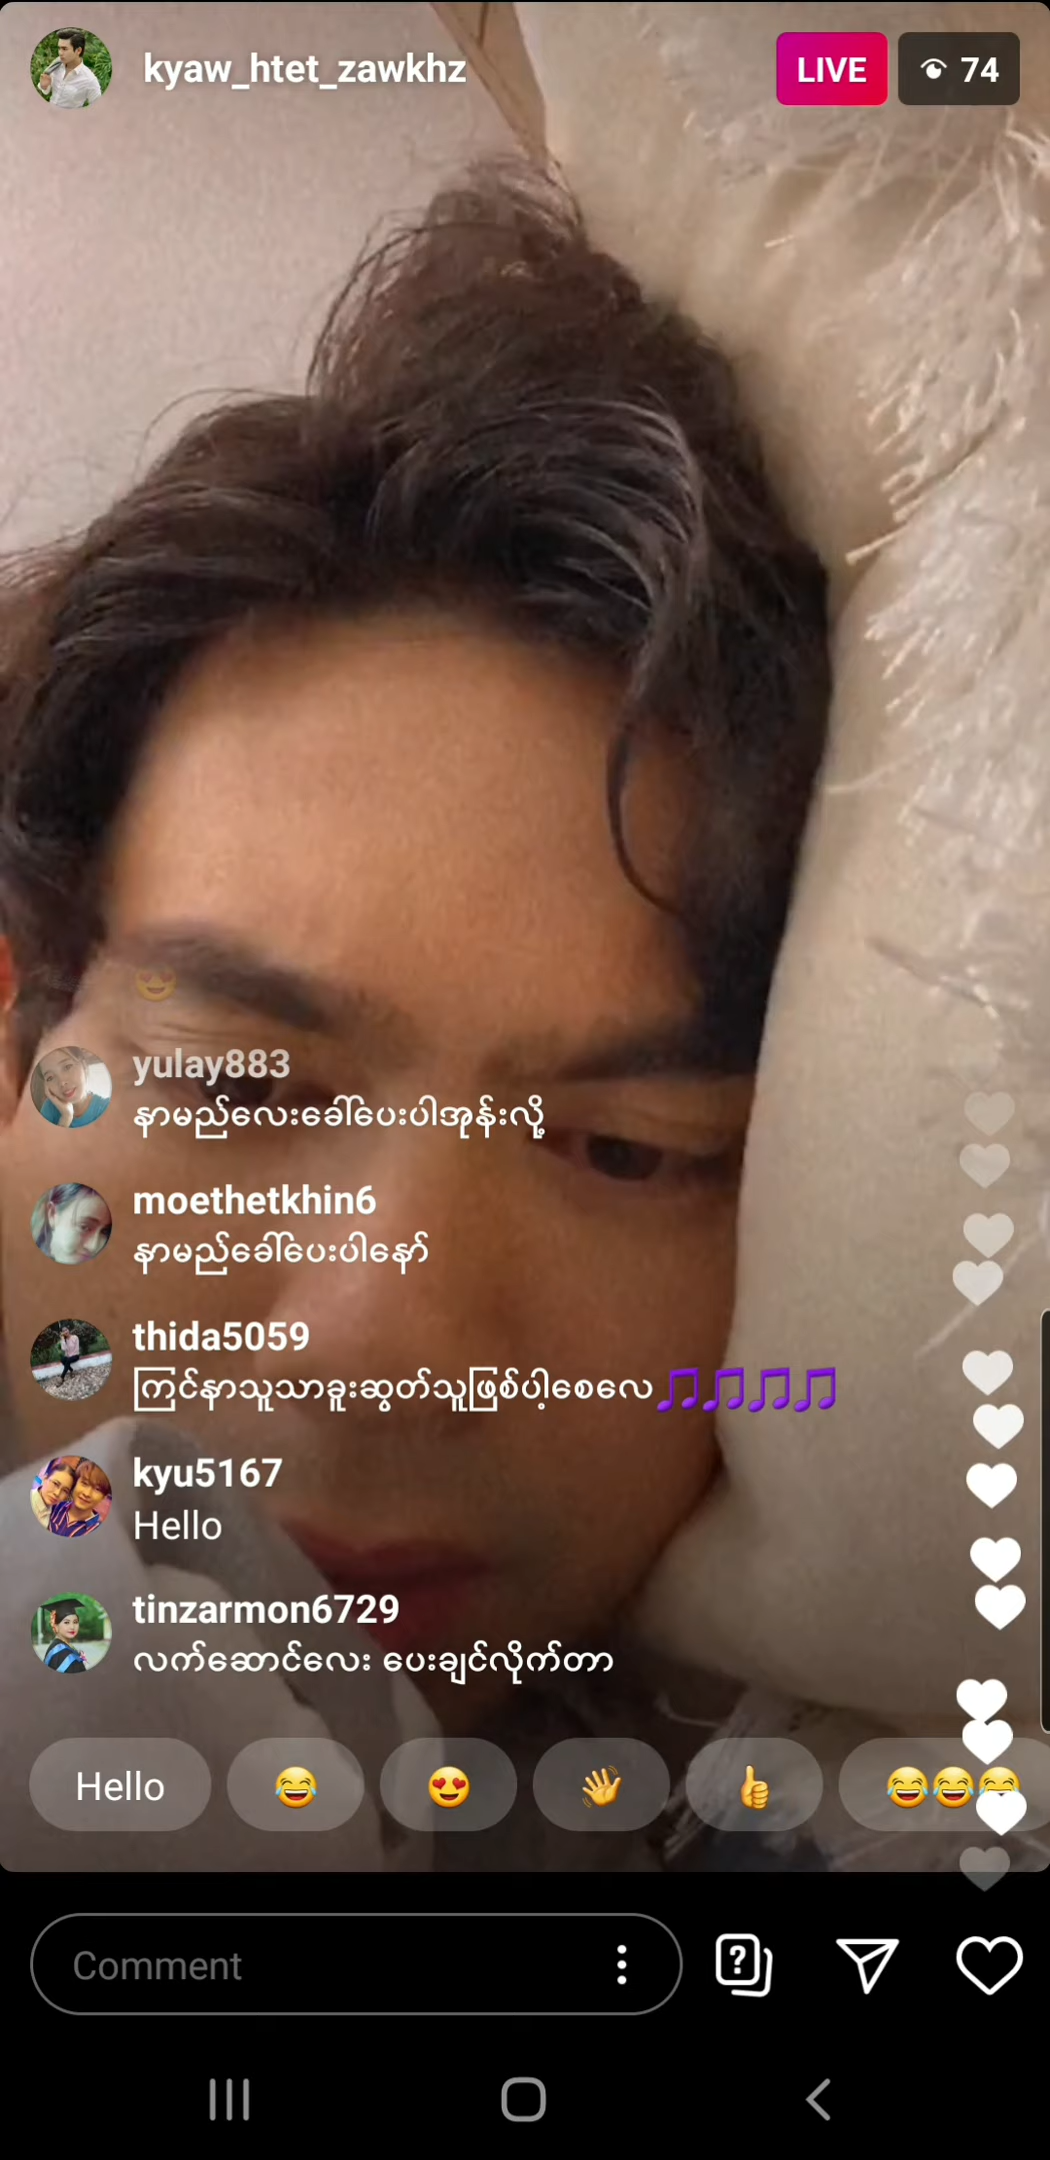 kyaw_htet_zawkhz
LIVE
74
😍
yulay883
နာမည်လေးခေါ်ပေးပါအုန်းလို့
moethetkhin6
နာမည်ခေါ်ပေးပါနော်
thida5059
ကြင်နာသူသာခူးဆွတ်သူဖြစ်ပါ့စေလေ🎵🎵🎵🎵
kyu5167
Hello
tinzarmon6729
လက်ဆောင်လေး ပေးချင်လိုက်တာ
Hello 😂 😍 👋 👍 😂😂😂
Comment